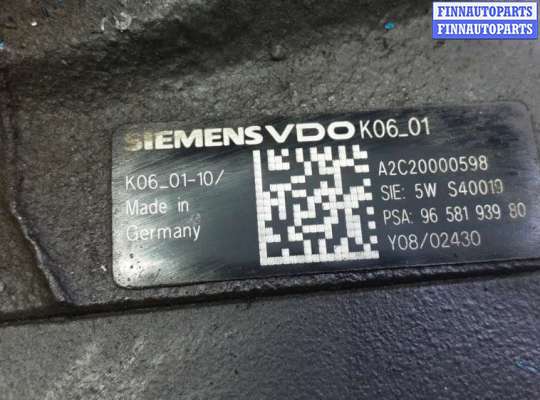 FINNAUTOPARTS
FINNAUTOPARTS
SIEMENS VDO K06_01
K06_01-10/
Made in
Germany
A2C20000598
SIE: 5W S40019
PSA: 96 581 939 80
Y08/02430